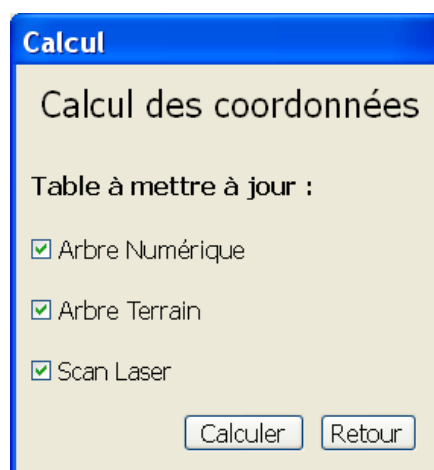 Calcul
Calcul des coordonnées
Table à mettre à jour :
Arbre Numérique
Arbre Terrain
Scan Laser
Calculer Retour